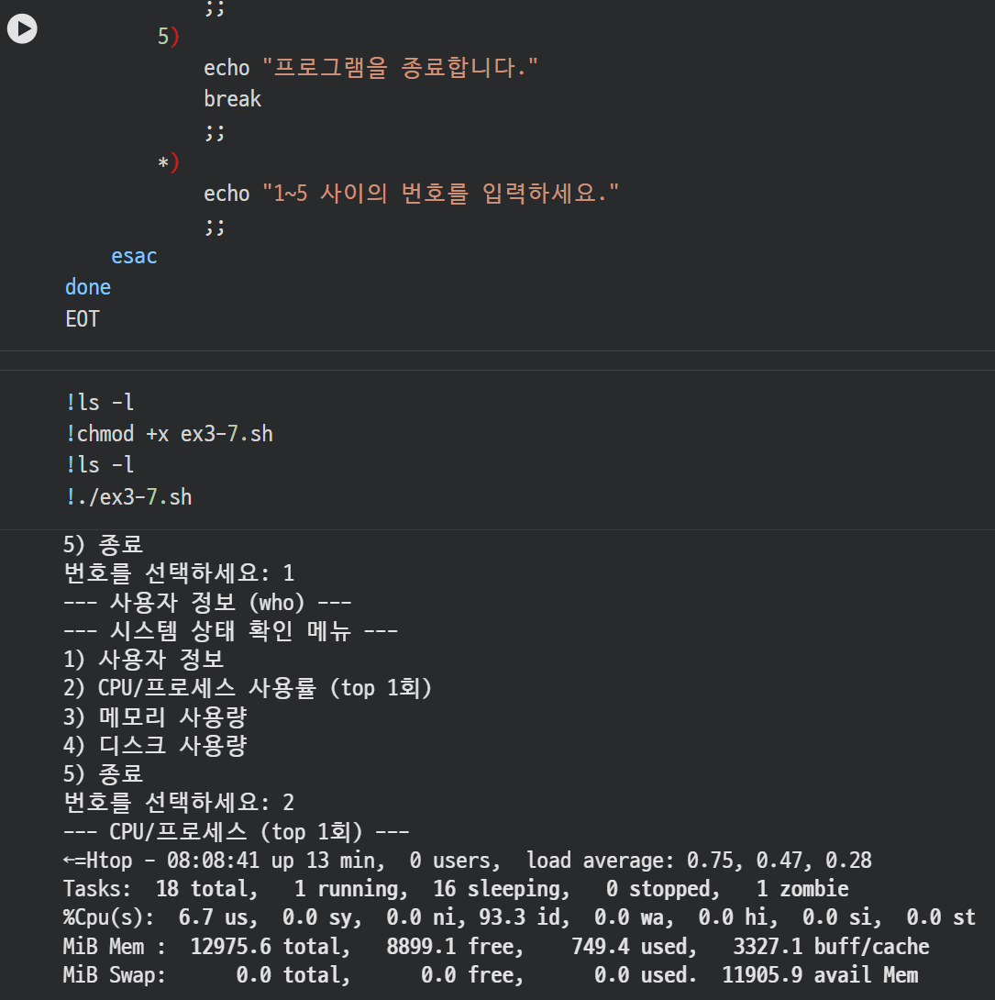 ;;
5)
echo "프로그램을 종료합니다."
break
;;
*)
echo "1~5 사이의 번호를 입력하세요."
;;
esac
done
EOT
!ls -l
!chmod +x ex3-7.sh
!ls -l
!./ex3-7.sh
5) 종료
번호를 선택하세요: 1
--- 사용자 정보 (who) ---
--- 시스템 상태 확인 메뉴 ---
1) 사용자 정보
2) CPU/프로세스 사용률 (top 1회)
3) 메모리 사용량
4) 디스크 사용량
5) 종료
번호를 선택하세요: 2
--- CPU/프로세스 (top 1회) ---
←=Htop - 08:08:41 up 13 min,  0 users,  load average: 0.75, 0.47, 0.28
Tasks:  18 total,   1 running,  16 sleeping,   0 stopped,   1 zombie
%Cpu(s):  6.7 us,  0.0 sy,  0.0 ni, 93.3 id,  0.0 wa,  0.0 hi,  0.0 si,  0.0 st
MiB Mem :  12975.6 total,   8899.1 free,    749.4 used,   3327.1 buff/cache
MiB Swap:      0.0 total,      0.0 free,      0.0 used.  11905.9 avail Mem